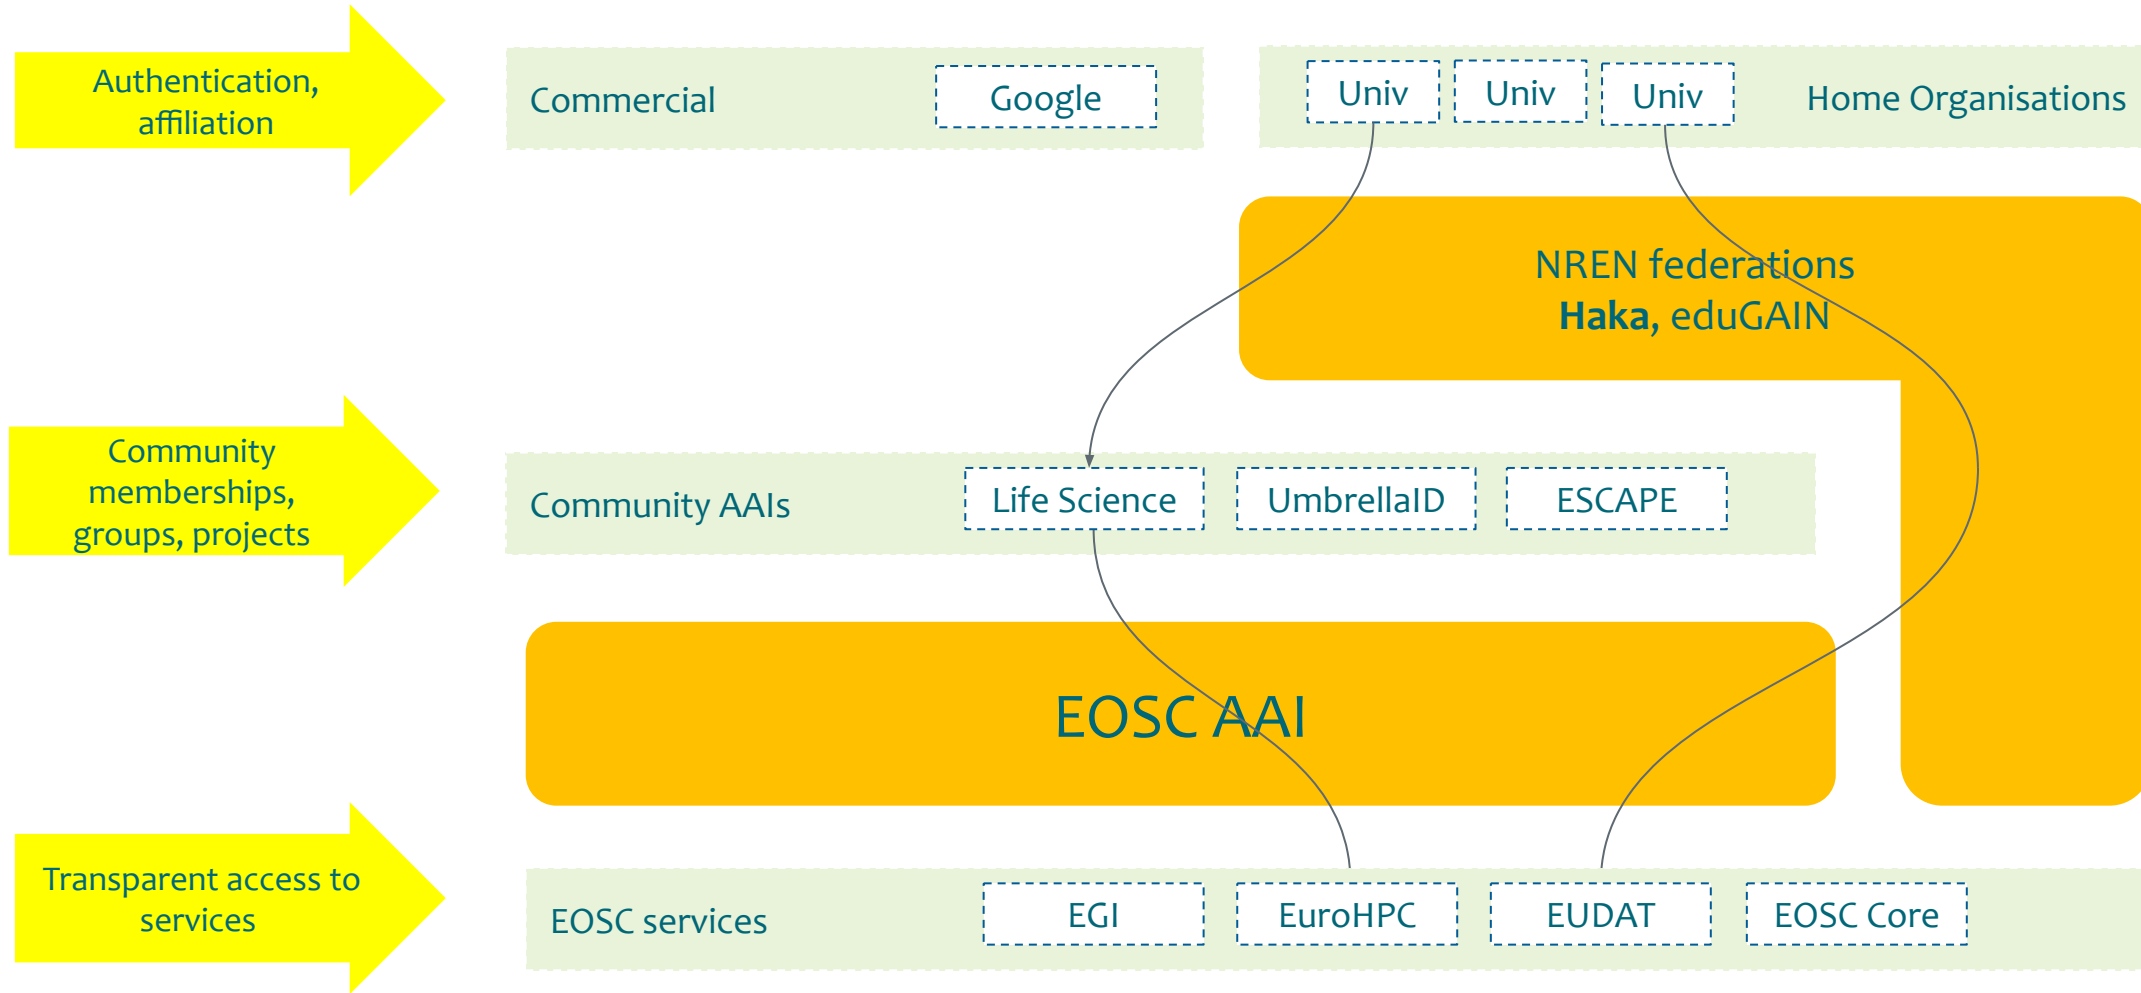 Authentication,
affiliation
Commercial
Google
Univ
Univ
Univ
Home Organisations
NREN federations
Haka, eduGAIN
Community
memberships,
groups, projects
Community AAIs
Life Science
UmbrellaID
ESCAPE
EOSC AAI
Transparent access to
services
EOSC services
EGI
EuroHPC
EUDAT
EOSC Core